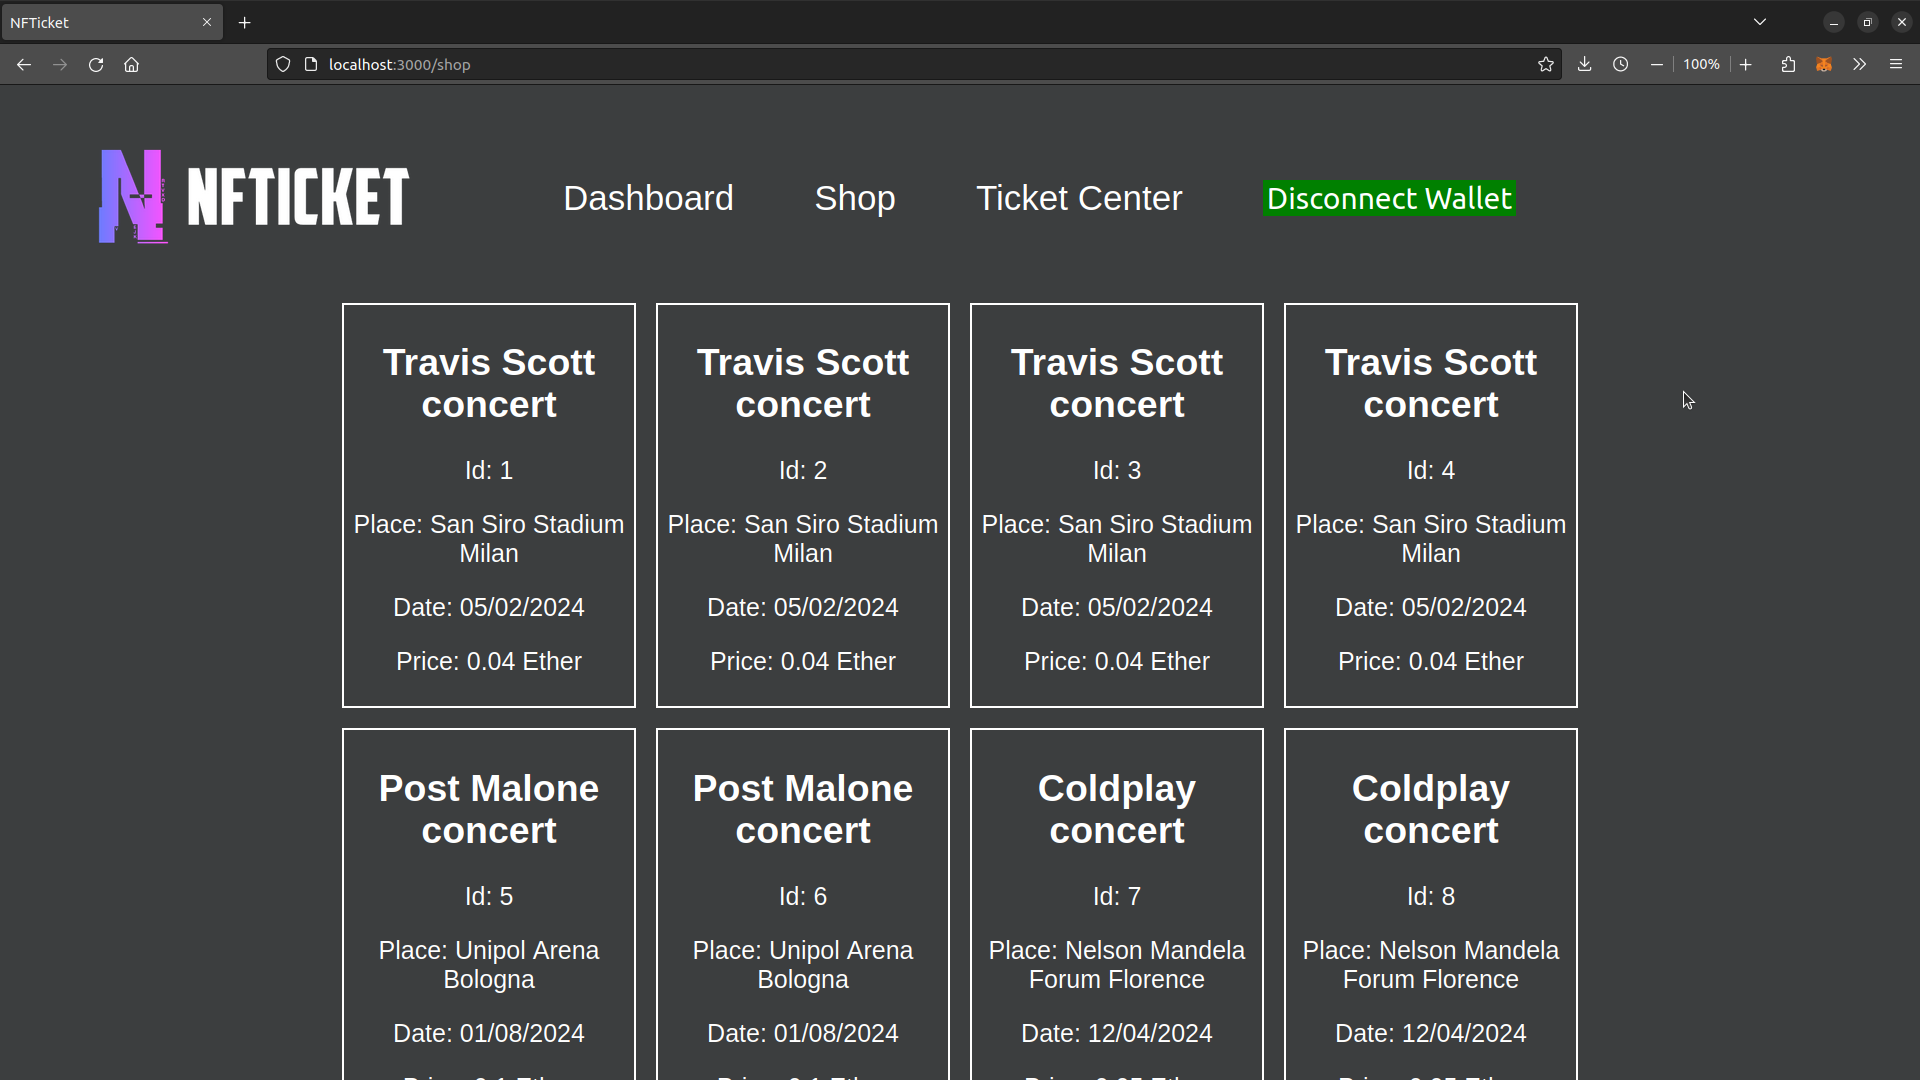 NFTicket
localhost:3000/shop
100%
NFTICKET
Dashboard
Shop
Ticket Center
Disconnect Wallet
Travis Scott
concert
Id: 1
Place: San Siro Stadium
Milan
Date: 05/02/2024
Price: 0.04 Ether
Travis Scott
concert
Id: 2
Place: San Siro Stadium
Milan
Date: 05/02/2024
Price: 0.04 Ether
Travis Scott
concert
Id: 3
Place: San Siro Stadium
Milan
Date: 05/02/2024
Price: 0.04 Ether
Travis Scott
concert
Id: 4
Place: San Siro Stadium
Milan
Date: 05/02/2024
Price: 0.04 Ether
Post Malone
concert
Id: 5
Place: Unipol Arena
Bologna
Date: 01/08/2024
Post Malone
concert
Id: 6
Place: Unipol Arena
Bologna
Date: 01/08/2024
Coldplay
concert
Id: 7
Place: Nelson Mandela
Forum Florence
Date: 12/04/2024
Coldplay
concert
Id: 8
Place: Nelson Mandela
Forum Florence
Date: 12/04/2024